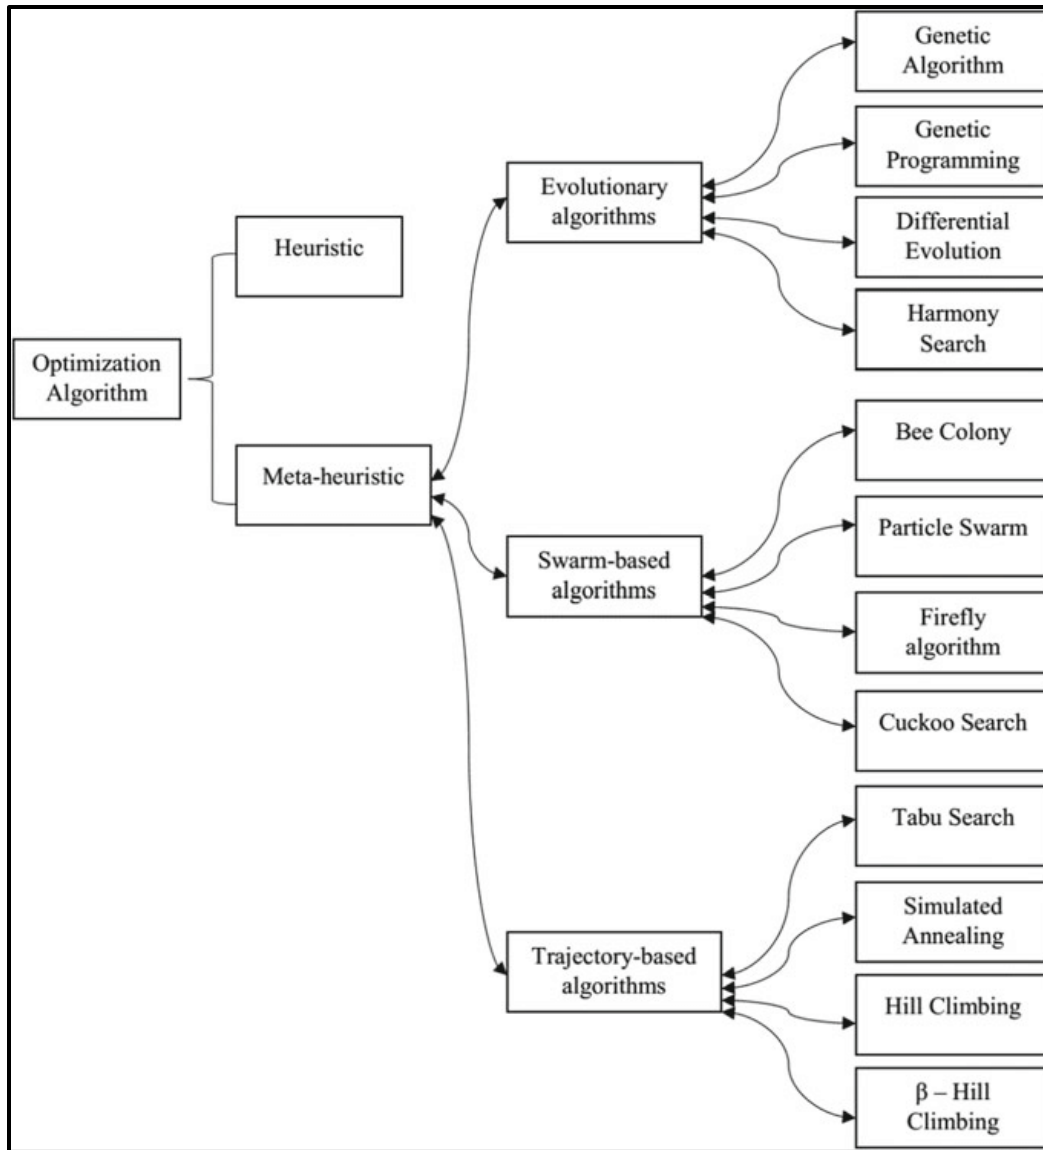 Optimization
Algorithm
Heuristic
Meta-heuristic
Evolutionary
algorithms
Swarm-based
algorithms
Trajectory-based
algorithms
Genetic
Algorithm
Genetic
Programming
Differential
Evolution
Harmony
Search
Bee Colony
Particle Swarm
Firefly
algorithm
Cuckoo Search
Tabu Search
Simulated
Annealing
Hill Climbing
β – Hill
Climbing